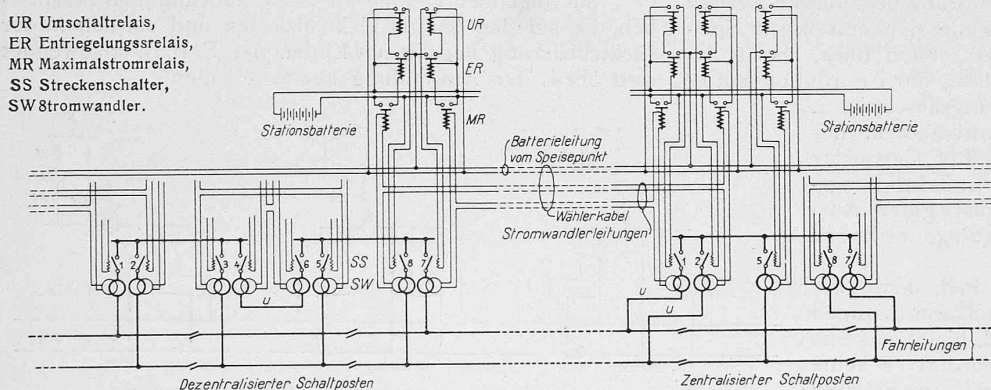 UR Umschaltrelais,
ER Entriegelungssrelais,
MR Maximalstromrelais,
SS Streckenschalter,
SW Stromwandler.
UR
ER
MR
Stationsbatterie
Stationsbatterie
Batterieleitung
vom Speisepunkt
Wählerkabel
Stromwandlerleitungen
1 2 3 4 6 5 SS 8 7 1 2 5 8 7
SW
u u
u
Fahrleitungen
Dezentralisierter Schaltposten Zentralisierter Schaltposten